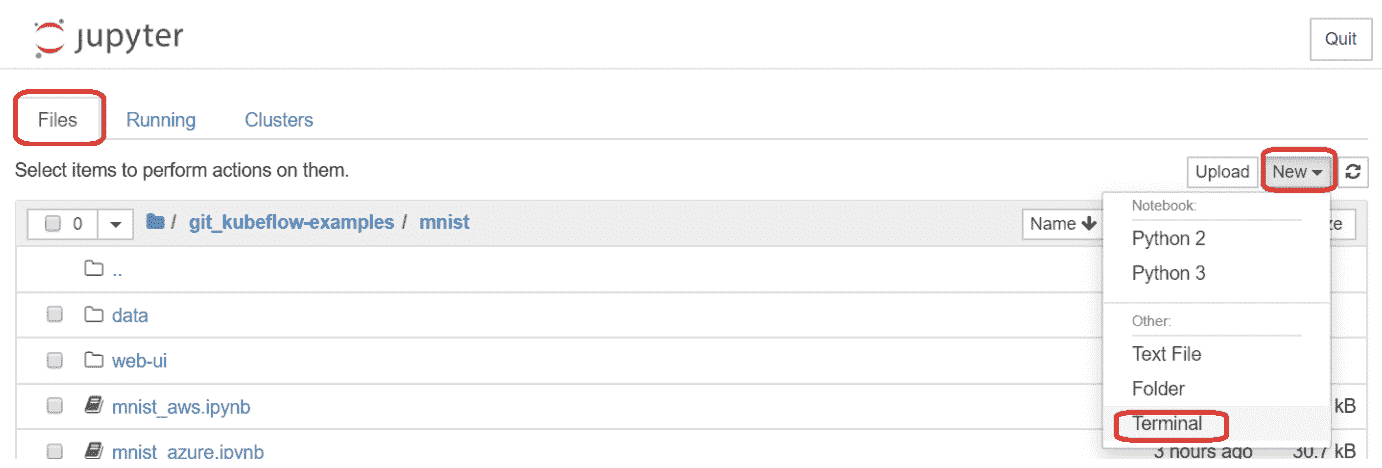 jupyter
Quit
Files Running Clusters
Select items to perform actions on them.
Upload New
0 / git_kubeflow-examples / mnist Name ze
Notebook:
Python 2
Python 3
..
data
Other:
web-ui
Text File
Folder
mnist_aws.ipynb kB
Terminal
mnist_azure.ipynb 3 hours ago 30.7 kB